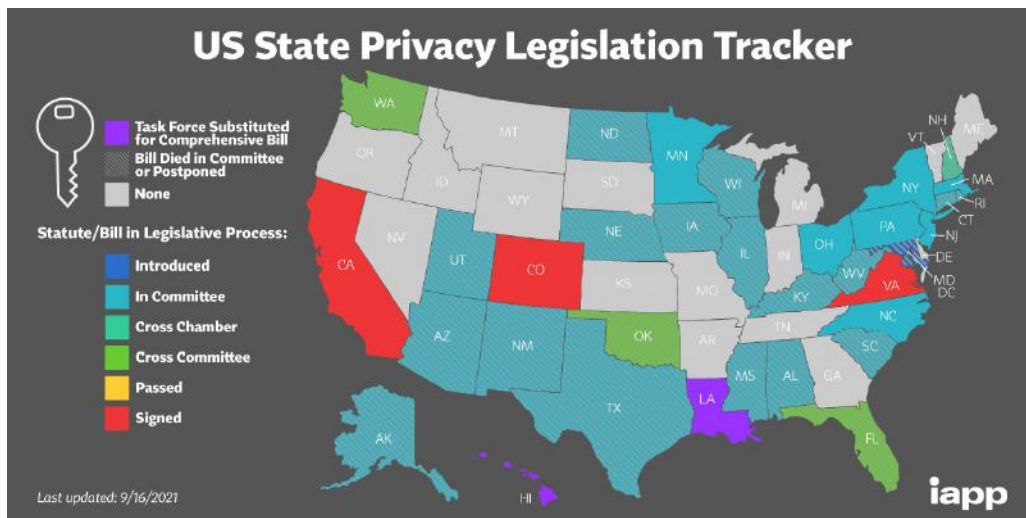 US State Privacy Legislation Tracker
Task Force Substituted
for Comprehensive Bill
Bill Died in Committee
or Postponed
None
Statute/Bill in Legislative Process:
Introduced
In Committee
Cross Chamber
Cross Committee
Passed
Signed
WA
OR
CA
ID
NV
MT
WY
UT
AZ
CO
NM
ND
SD
NE
KS
OK
TX
MN
IA
MO
AR
LA
WI
IL
MS
MI
IN
KY
TN
AL
OH
WV
GA
FL
SC
NC
VA
PA
NY
VT
NH
ME
MA
RI
CT
NJ
DE
MD
DC
AK
HI
Last updated: 9/16/2021
iapp